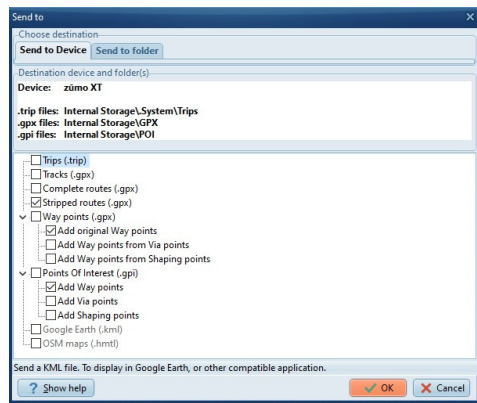 Send to
Choose destination
Send to Device Send to folder
Destination device and folder(s)
Device: zúmo XT
.trip files: Internal Storage\.System\Trips
.gpx files: Internal Storage\GPX
.gpi files: Internal Storage\POI
Trips (.trip)
Tracks (.gpx)
Complete routes (.gpx)
Stripped routes (.gpx)
Way points (.gpx)
Add original Way points
Add Way points from Via points
Add Way points from Shaping points
Points Of Interest (.gpi)
Add Way points
Add Via points
Add Shaping points
Google Earth (.kml)
OSM maps (.hmtl)
Send a KML file. To display in Google Earth, or other compatible application.
? Show help OK Cancel